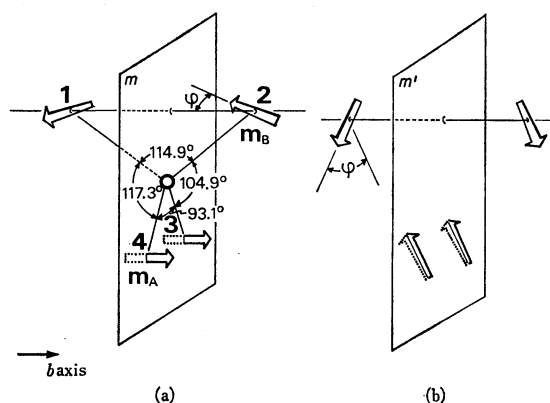 m
m'
1
φ
2
m_B
114.9°
117.3°
104.9°
93.1°
φ
3
4
m_A
b axis
(a)
(b)